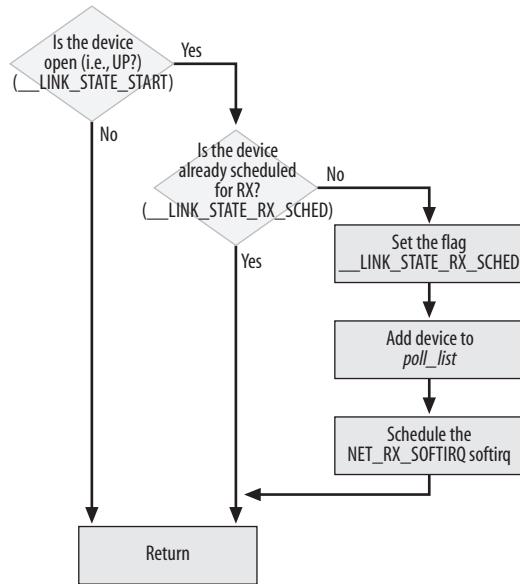 Is the device
open (i.e., UP?)
(__LINK_STATE_START)
Yes
No
Is the device
already scheduled
for RX?
(__LINK_STATE_RX_SCHED)
No
Yes
Set the flag
__LINK_STATE_RX_SCHED
Add device to
poll_list
Schedule the
NET_RX_SOFTIRQ softirq
Return